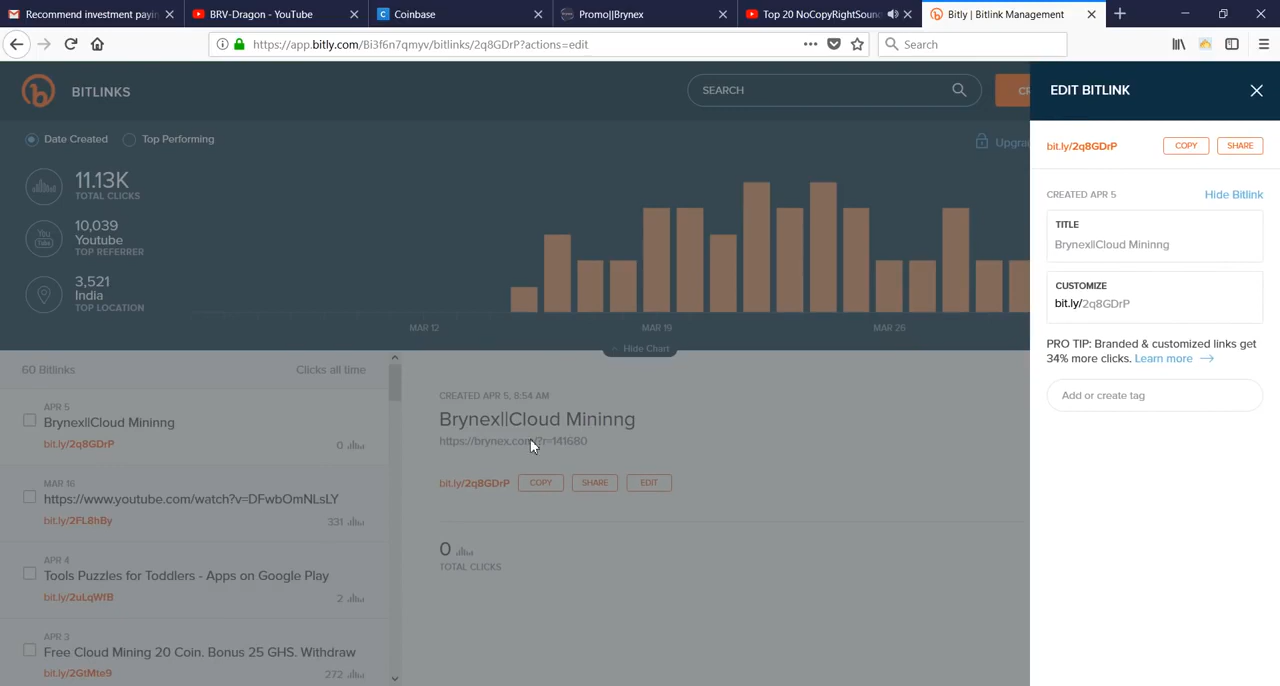 Recommend investment payin
BRV-Dragon - YouTube
Coinbase
Promo||Brynex
Top 20 NoCopyRightSoun
Bitly | Bitlink Management
https://app.bitly.com/Bi3f6n7qmyv/bitlinks/2q8GDrP?actions=edit
Search
BITLINKS
SEARCH
CR
EDIT BITLINK
Date Created
Top Performing
Upgra
bit.ly/2q8GDrP
COPY
SHARE
11.13K
TOTAL CLICKS
CREATED APR 5
Hide Bitlink
You
Tube
10,039
Youtube
TOP REFERRER
TITLE
Brynex||Cloud Mininng
3,521
India
TOP LOCATION
CUSTOMIZE
bit.ly/2q8GDrP
MAR 12
MAR 19
MAR 26
Hide Chart
PRO TIP: Branded & customized links get
34% more clicks. Learn more
Add or create tag
60 Bitlinks
Clicks all time
APR 5
Brynex||Cloud Mininng
bit.ly/2q8GDrP
0
MAR 16
https://www.youtube.com/watch?v=DFwbOmNLsLY
bit.ly/2FL8hBy
331
APR 4
Tools Puzzles for Toddlers - Apps on Google Play
bit.ly/2uLqWfB
2
APR 3
Free Cloud Mining 20 Coin. Bonus 25 GHS. Withdraw
bit.ly/2GtMte9
272
CREATED APR 5, 8:54 AM
Brynex||Cloud Mininng
https://brynex.com/?r=141680
bit.ly/2q8GDrP
COPY
SHARE
EDIT
0
TOTAL CLICKS